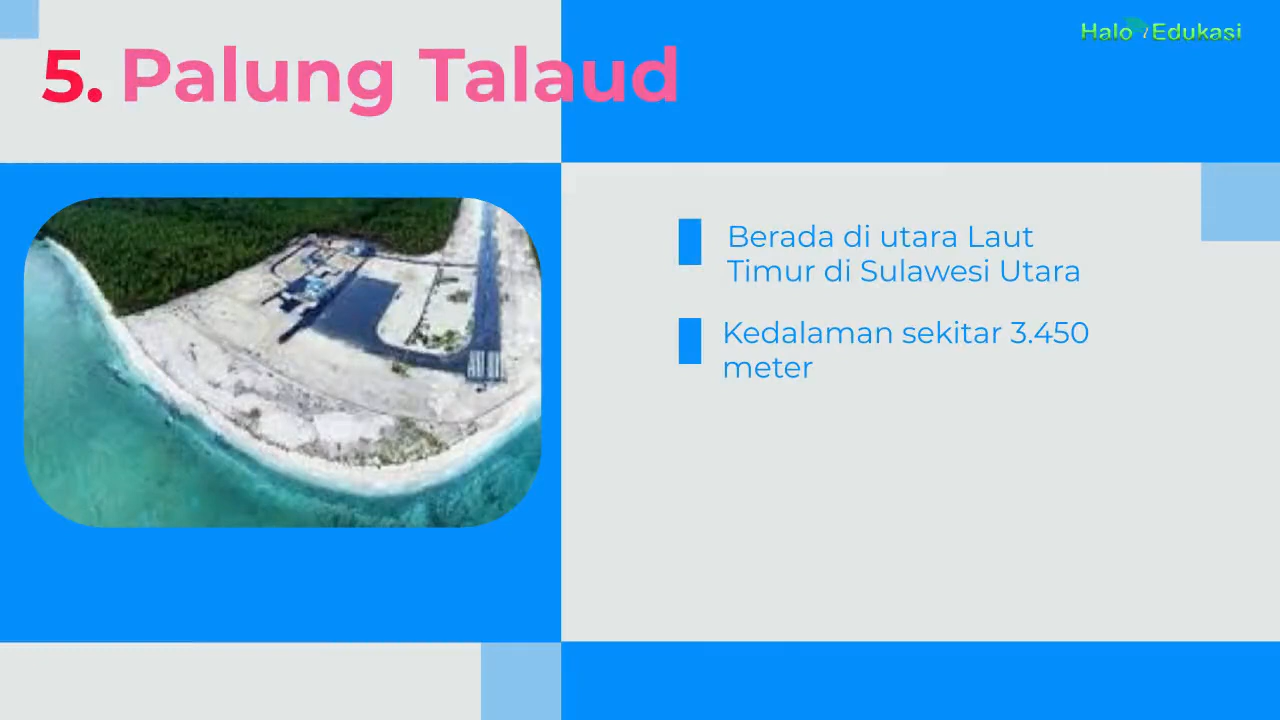 Halo Edukasi
5. Palung Talaud
Berada di utara Laut
Timur di Sulawesi Utara
Kedalaman sekitar 3.450
meter